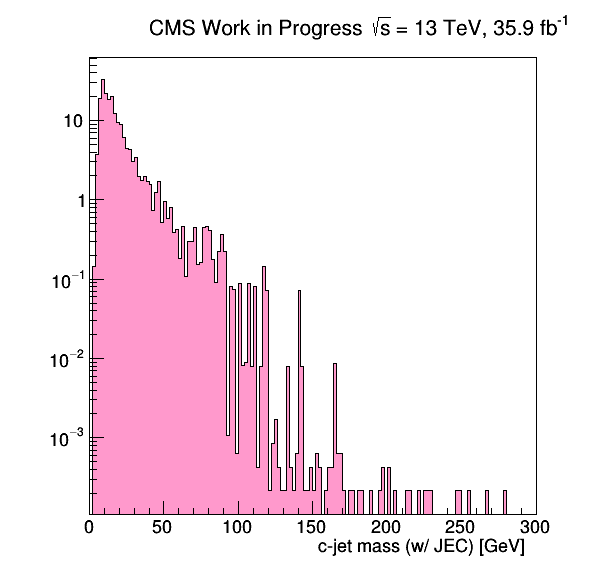 CMS Work in Progress √s = 13 TeV, 35.9 fb⁻¹
10
1
10⁻¹
10⁻²
10⁻³
0 50 100 150 200 250 300
c-jet mass (w/ JEC) [GeV]